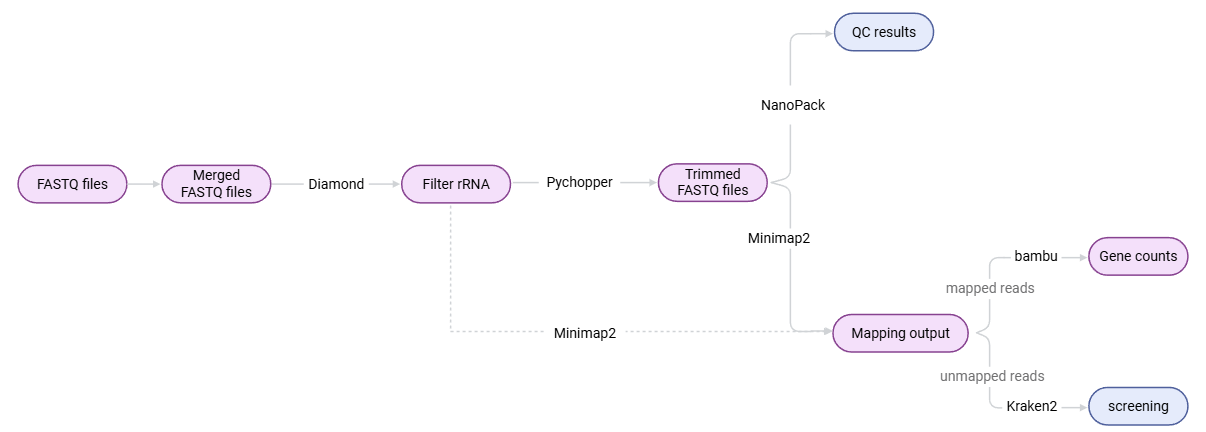 QC results
NanoPack
FASTQ files
Merged
FASTQ files
Diamond
Filter rRNA
Pychopper
Trimmed
FASTQ files
Minimap2
bambu
Gene counts
mapped reads
Minimap2
Mapping output
unmapped reads
Kraken2
screening